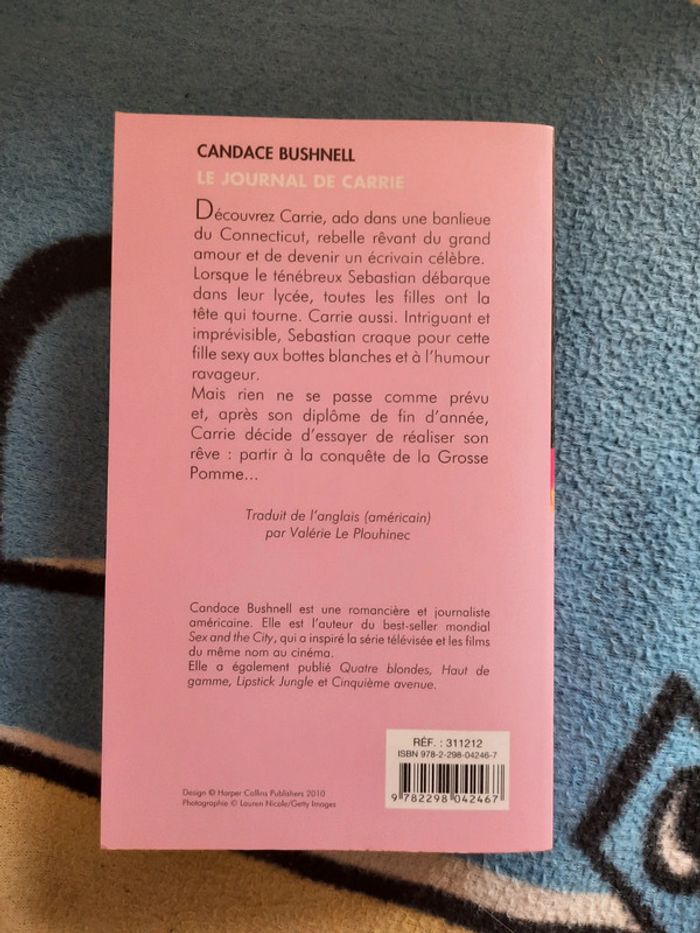 CANDACE BUSHNELL
LE JOURNAL DE CARRIE
Découvrez Carrie, ado dans une banlieue
du Connecticut, rebelle rêvant du grand
amour et de devenir un écrivain célèbre.
Lorsque le ténébreux Sebastian débarque
dans leur lycée, toutes les filles ont la
tête qui tourne. Carrie aussi. Intriguant et
imprévisible, Sebastian craque pour cette
fille sexy aux bottes blanches et à l'humour
ravageur.
Mais rien ne se passe comme prévu
et, après son diplôme de fin d'année,
Carrie décide d'essayer de réaliser son
rêve : partir à la conquête de la Grosse
Pomme...
Traduit de l'anglais (américain)
par Valérie Le Plouhinec
Candace Bushnell est une romancière et journaliste
américaine. Elle est l'auteur du best-seller mondial
Sex and the City, qui a inspiré la série télévisée et les films
du même nom au cinéma.
Elle a également publié Quatre blondes, Haut de
gamme, Lipstick Jungle et Cinquième avenue.
RÉF. : 311212
ISBN 978-2-298-04246-7
9 782298 042467
Design © Harper Collins Publishers 2010
Photographie © Lauren Nicole/Getty Images